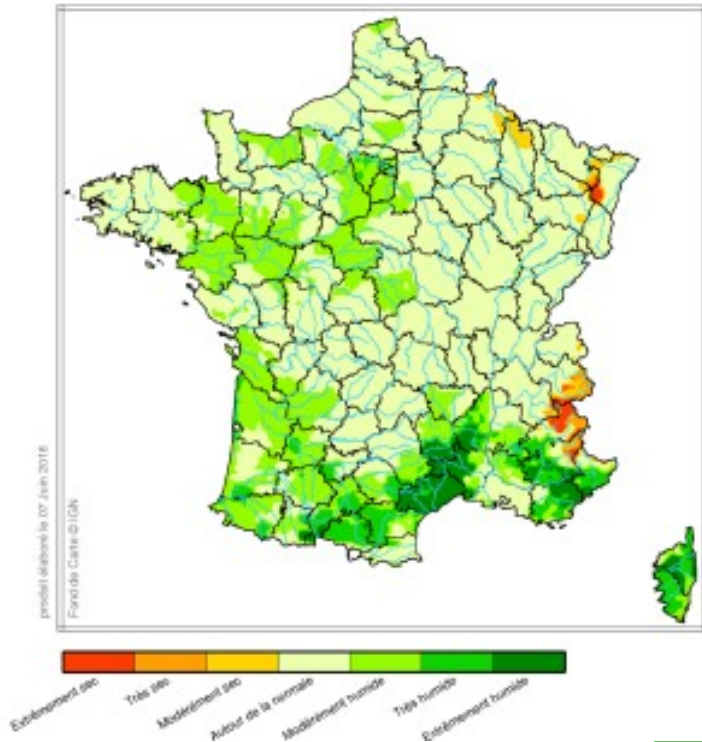 produit élaboré le 07 Juin 2018
Fond de Carte © IGN
Extrêmement sec
Très sec
Modérément sec
Autour de la normale
Modérément humide
Très humide
Extrêmement humide